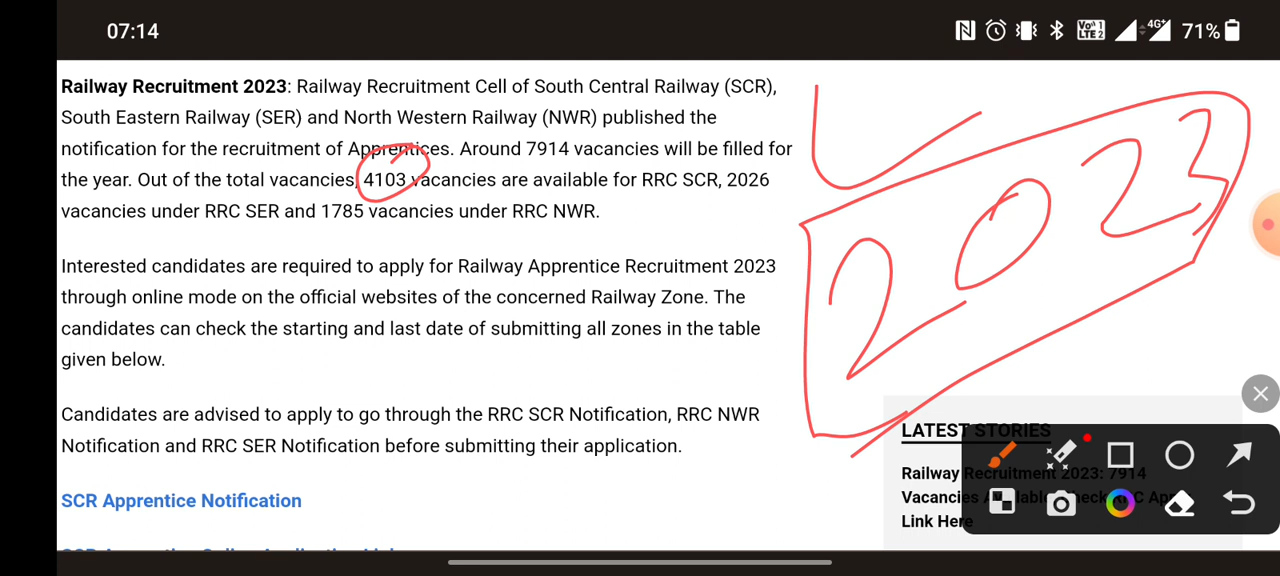 07:14
Vo 1
LTE 2
4G+
71%
Railway Recruitment 2023: Railway Recruitment Cell of South Central Railway (SCR),
South Eastern Railway (SER) and North Western Railway (NWR) published the
notification for the recruitment of Apprentices. Around 7914 vacancies will be filled for
the year. Out of the total vacancies, 4103 vacancies are available for RRC SCR, 2026
vacancies under RRC SER and 1785 vacancies under RRC NWR.
Interested candidates are required to apply for Railway Apprentice Recruitment 2023
through online mode on the official websites of the concerned Railway Zone. The
candidates can check the starting and last date of submitting all zones in the table
given below.
Candidates are advised to apply to go through the RRC SCR Notification, RRC NWR
Notification and RRC SER Notification before submitting their application.
SCR Apprentice Notification
2023
LATEST STORIES
Railway Recruitment 2023: 7914
Vacancies
Link Here